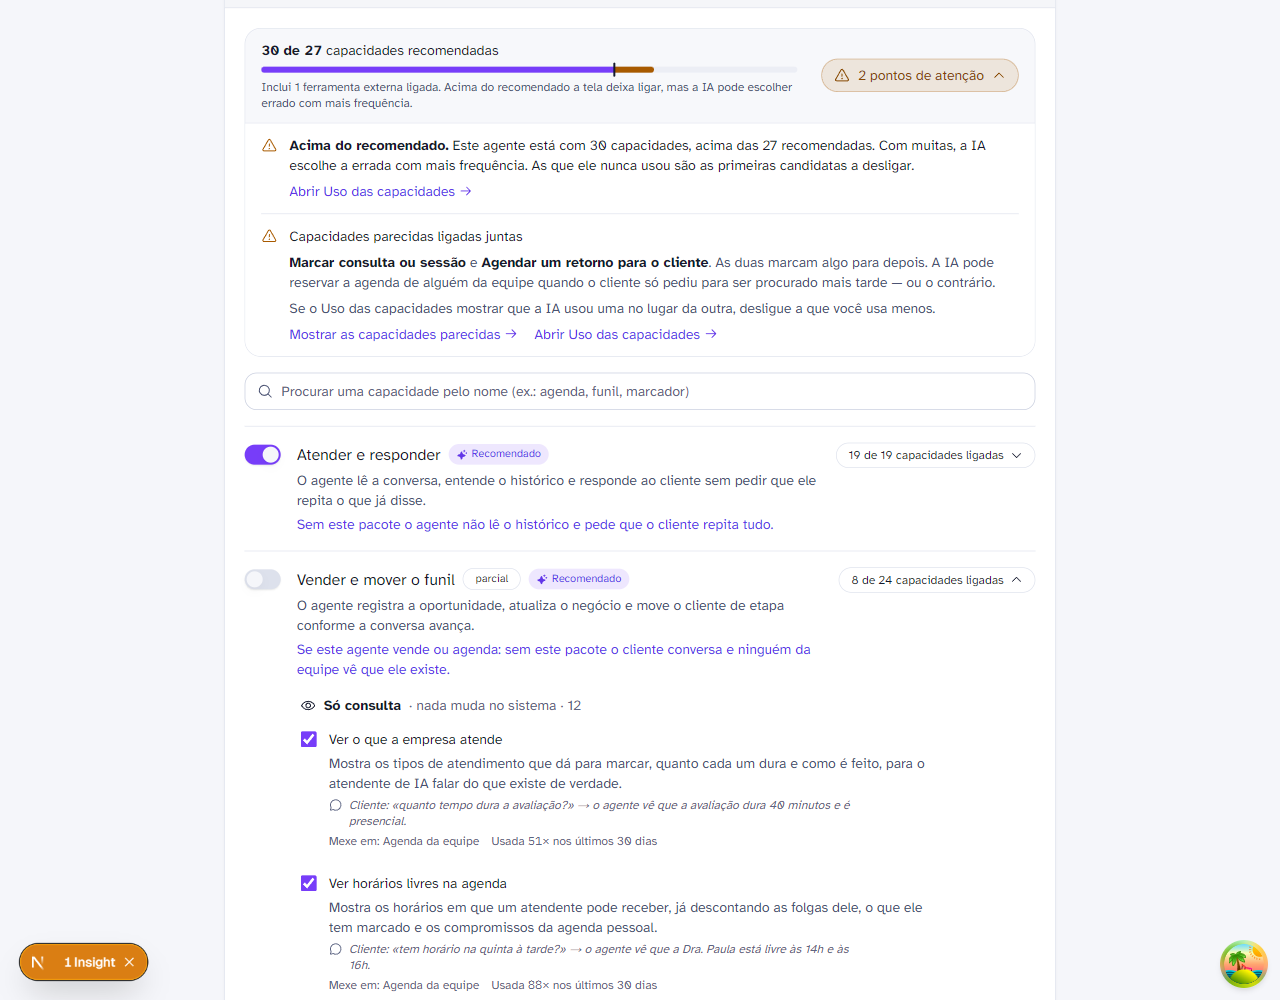 30 de 27 capacidades recomendadas
Inclui 1 ferramenta externa ligada. Acima do recomendado a tela deixa ligar, mas a IA pode escolher
errado com mais frequência.
2 pontos de atenção
Acima do recomendado. Este agente está com 30 capacidades, acima das 27 recomendadas. Com muitas, a IA
escolhe a errada com mais frequência. As que ele nunca usou são as primeiras candidatas a desligar.
Abrir Uso das capacidades →
Capacidades parecidas ligadas juntas
Marcar consulta ou sessão e Agendar um retorno para o cliente. As duas marcam algo para depois. A IA pode
reservar a agenda de alguém da equipe quando o cliente só pediu para ser procurado mais tarde — ou o contrário.
Se o Uso das capacidades mostrar que a IA usou uma no lugar da outra, desligue a que você usa menos.
Mostrar as capacidades parecidas → Abrir Uso das capacidades →
Procurar uma capacidade pelo nome (ex.: agenda, funil, marcador)
Atender e responder Recomendado 19 de 19 capacidades ligadas
O agente lê a conversa, entende o histórico e responde ao cliente sem pedir que ele
repita o que já disse.
Sem este pacote o agente não lê o histórico e pede que o cliente repita tudo.
Vender e mover o funil parcial Recomendado 8 de 24 capacidades ligadas
O agente registra a oportunidade, atualiza o negócio e move o cliente de etapa
conforme a conversa avança.
Se este agente vende ou agenda: sem este pacote o cliente conversa e ninguém da
equipe vê que ele existe.
Só consulta · nada muda no sistema · 12
Ver o que a empresa atende
Mostra os tipos de atendimento que dá para marcar, quanto cada um dura e como é feito, para o
atendente de IA falar do que existe de verdade.
Cliente: «quanto tempo dura a avaliação?» → o agente vê que a avaliação dura 40 minutos e é
presencial.
Mexe em: Agenda da equipe Usada 51× nos últimos 30 dias
Ver horários livres na agenda
Mostra os horários em que um atendente pode receber, já descontando as folgas dele, o que ele
tem marcado e os compromissos da agenda pessoal.
Cliente: «tem horário na quinta à tarde?» → o agente vê que a Dra. Paula está livre às 14h e às
16h.
Mexe em: Agenda da equipe Usada 88× nos últimos 30 dias
1 Insight